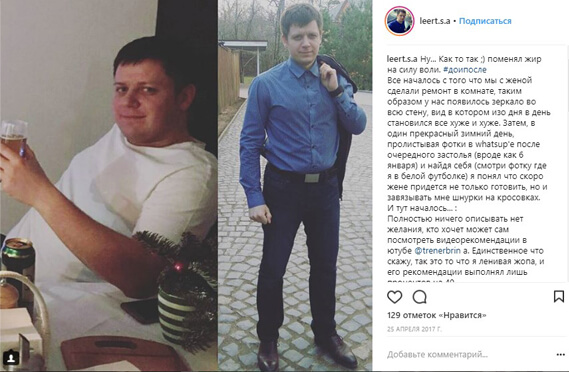 leert.s.a • Подписаться
leert.s.a Ну... Как то так ;) поменял жир
на силу воли. #доипосле
Все началось с того что мы с женой
сделали ремонт в комнате, таким
образом у нас появилось зеркало во
всю стену, вид в котором изо дня в день
становился все хуже и хуже. Затем, в
один прекрасный зимний день,
пролистывая фотки в whatsup'e после
очередного застолья (вроде как 6
января) и найдя себя (смотри фотку где
я в белой футболке) я понял что скоро
жене придется не только готовить, но и
завязывать мне шнурки на кросовках.
И тут началось... :
Полностью ничего описывать нет
желания, кто хочет может сам
посмотреть видеорекомендации в
ютубе @trenerbrin а. Единственное что
скажу, так это то что я ленивая жопа, и
его рекомендации выполнял лишь
129 отметок «Нравится»
25 АПРЕЛЯ 2017 Г.
Добавьте комментарий...